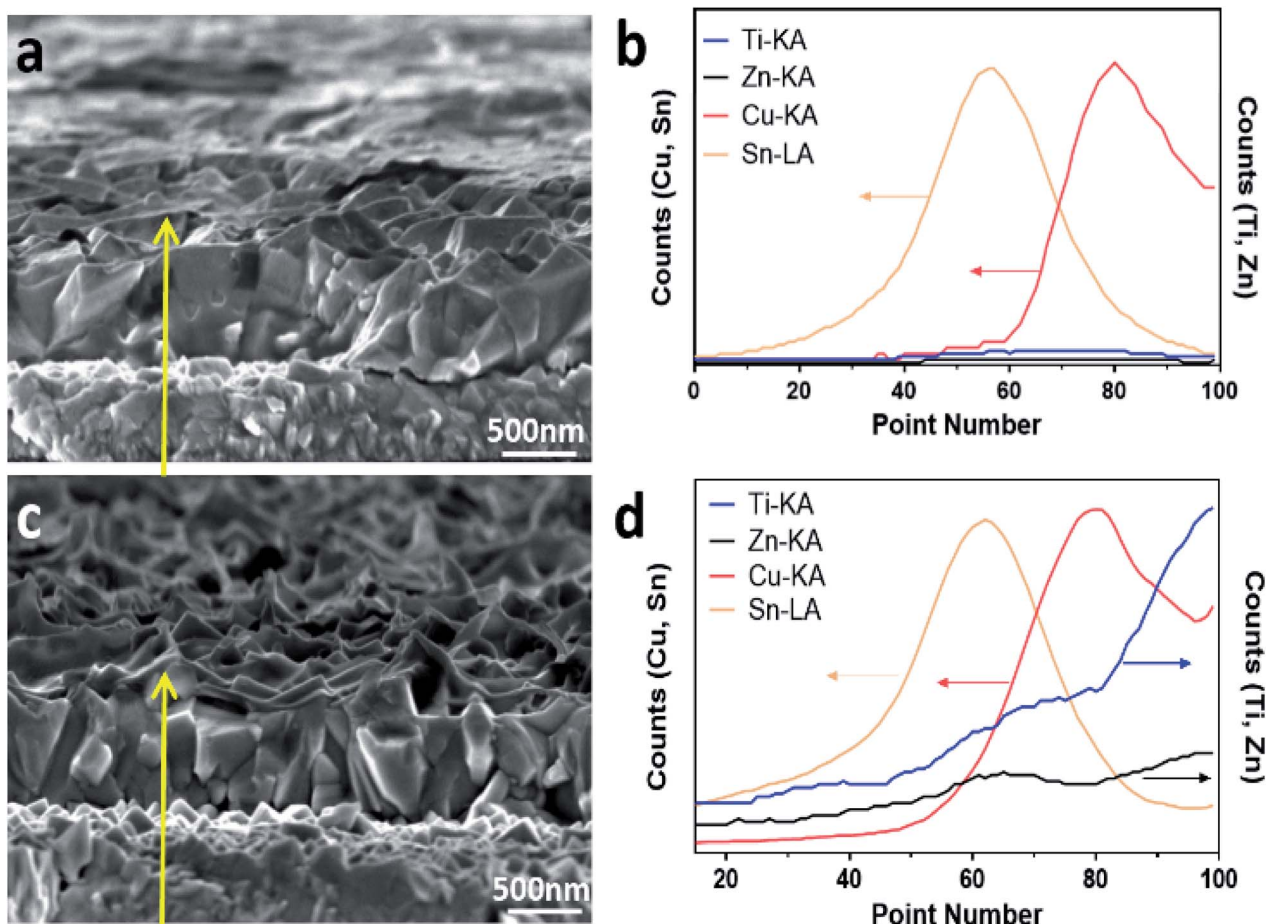 a
500nm
b
Ti-KA
Zn-KA
Cu-KA
Sn-LA
Counts (Cu, Sn)
Counts (Ti, Zn)
0 20 40 60 80 100
Point Number
c
500nm
d
Ti-KA
Zn-KA
Cu-KA
Sn-LA
Counts (Cu, Sn)
Counts (Ti, Zn)
20 40 60 80 100
Point Number